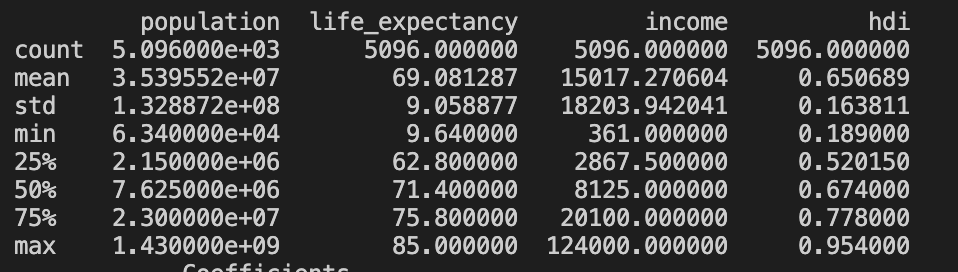 population life_expectancy income hdi
count 5.096000e+03 5096.000000 5096.000000 5096.000000
mean 3.539552e+07 69.081287 15017.270604 0.650689
std 1.328872e+08 9.058877 18203.942041 0.163811
min 6.340000e+04 9.640000 361.000000 0.189000
25% 2.150000e+06 62.800000 2867.500000 0.520150
50% 7.625000e+06 71.400000 8125.000000 0.674000
75% 2.300000e+07 75.800000 20100.000000 0.778000
max 1.430000e+09 85.000000 124000.000000 0.954000
Coefficients